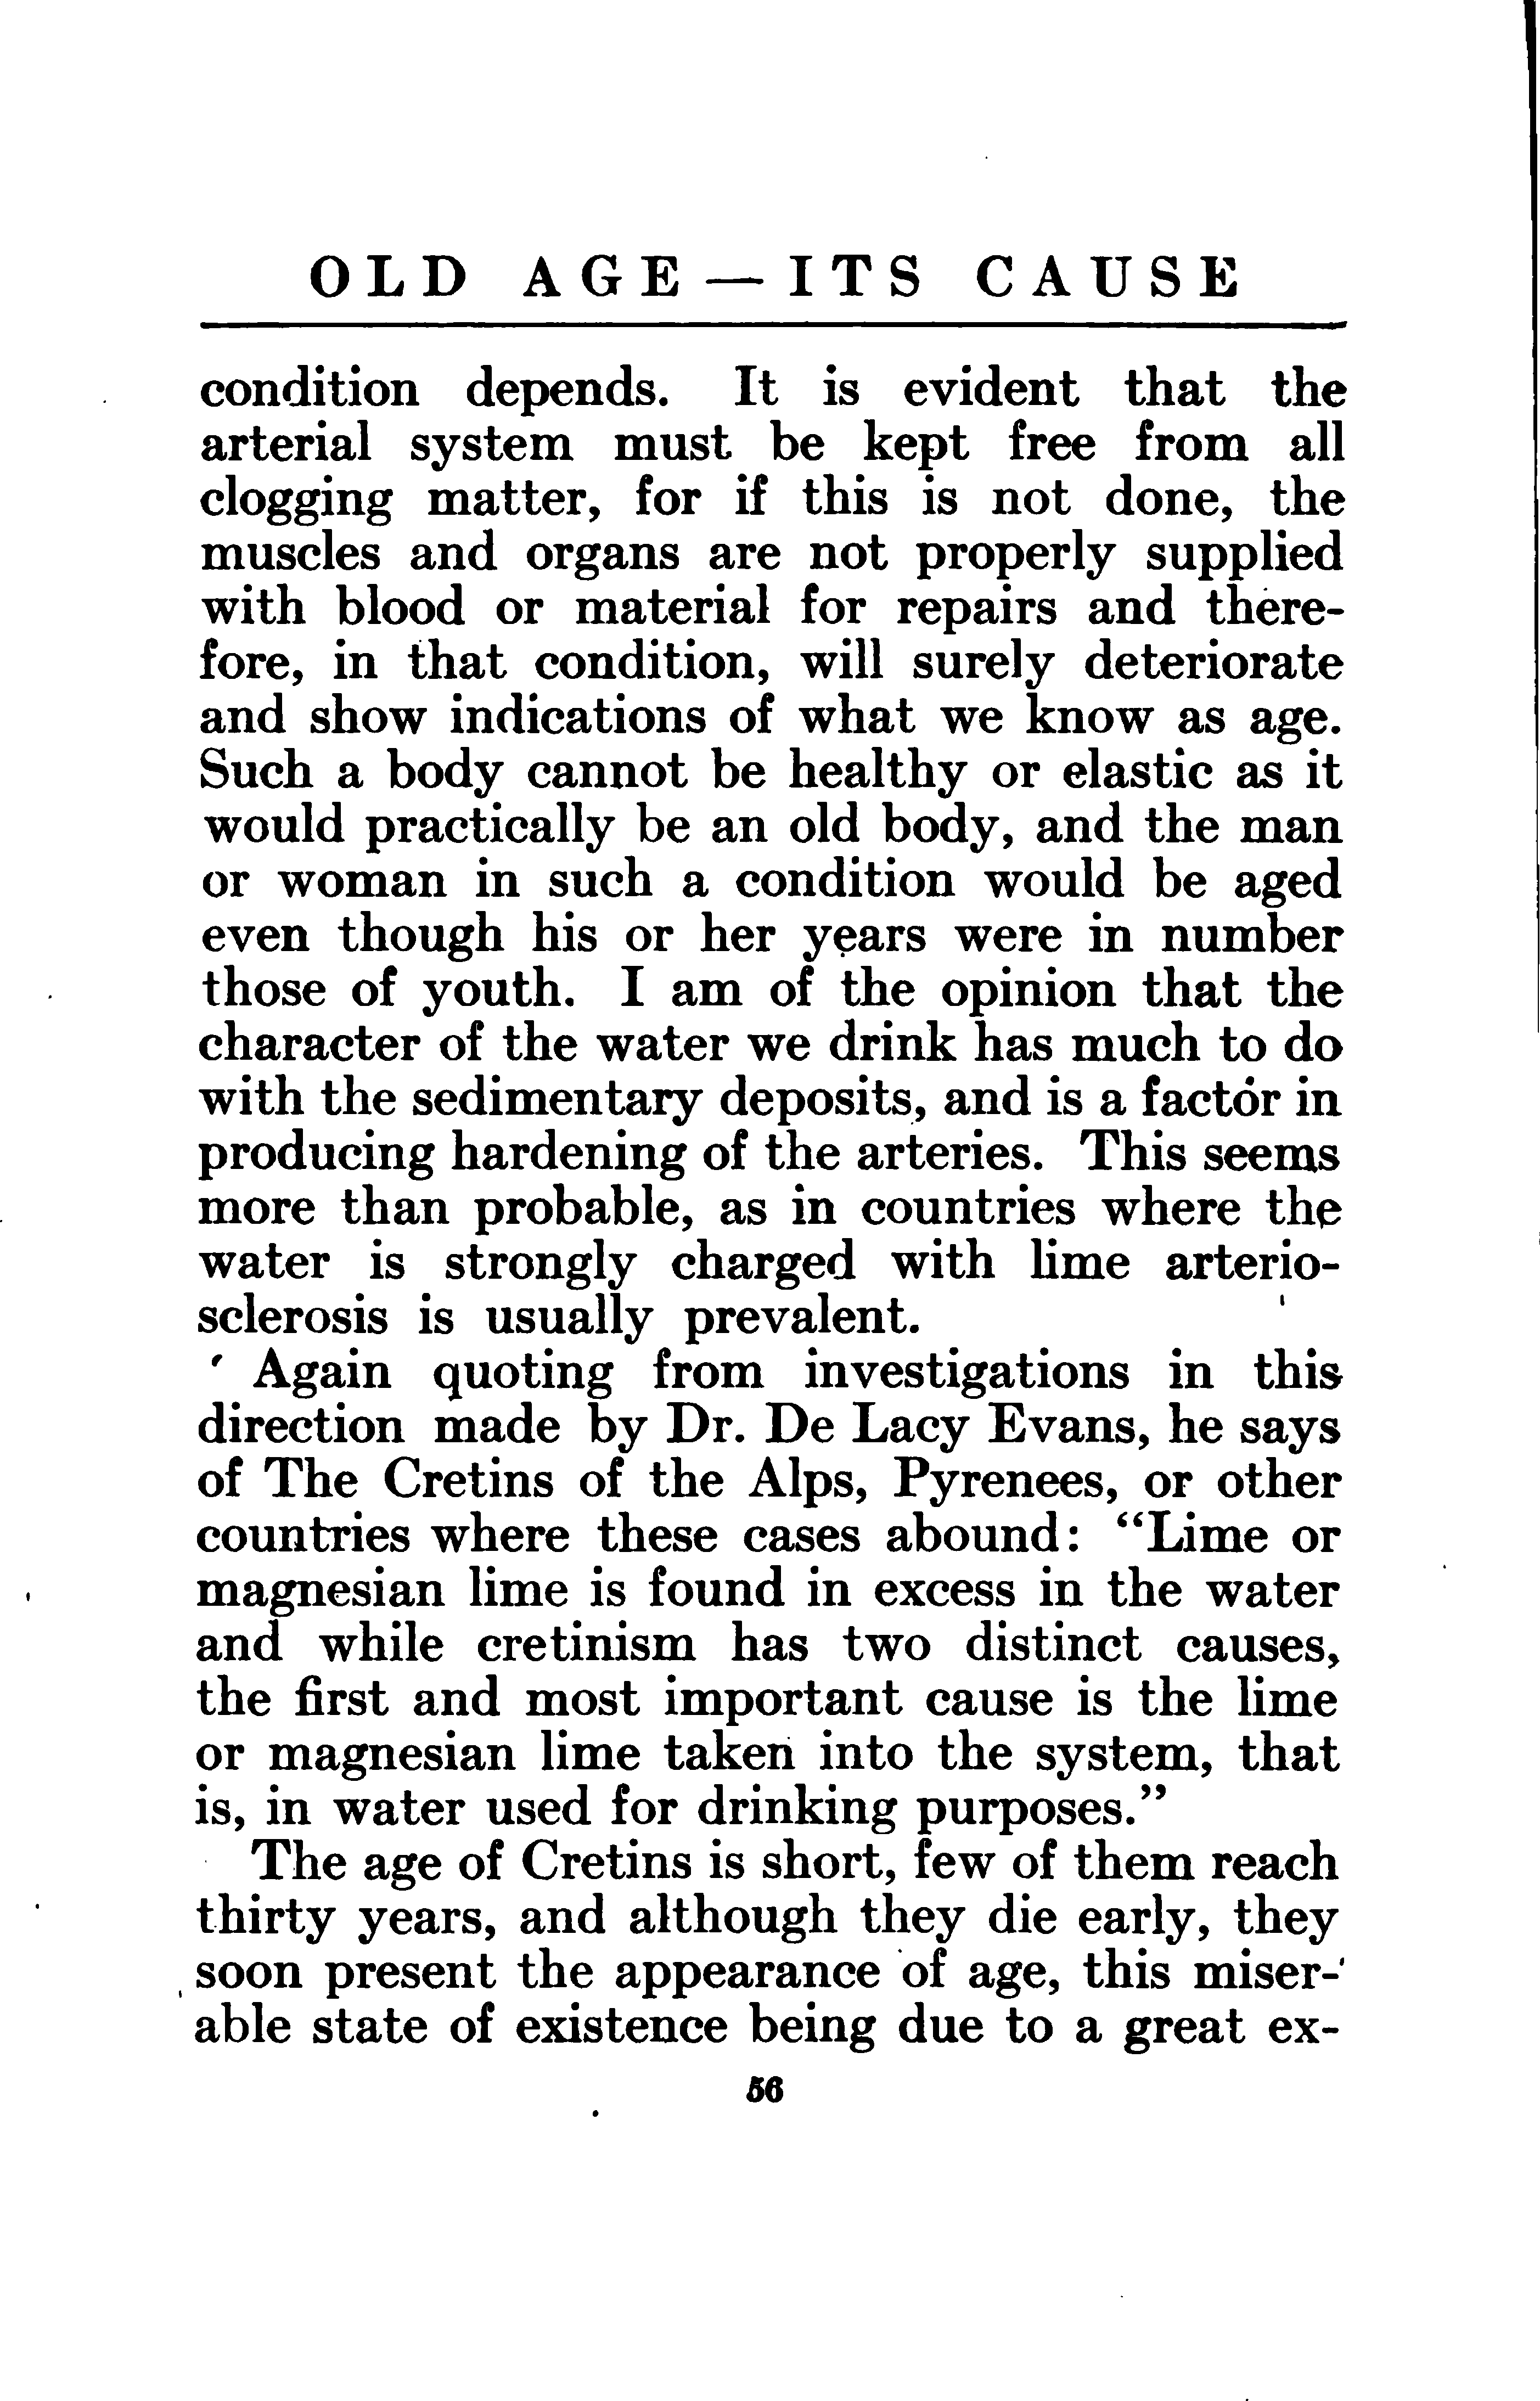 OLD AGE—ITS CAUSE
condition depends. It is evident that the
arterial system must be kept free from all
clogging matter, for if this is not done, the
muscles and organs are not properly supplied
with blood or material for repairs and there-
fore, in that condition, will surely deteriorate
and show indications of what we know as age.
Such a body cannot be healthy or elastic as it
would practically be an old body, and the man
or woman in such a condition would be aged
even though his or her years were in number
those of youth. I am of the opinion that the
character of the water we drink has much to do
with the sedimentary deposits, and is a factor in
producing hardening of the arteries. This seems
more than probable, as in countries where the
water is strongly charged with lime arterio-
sclerosis is usually prevalent.
Again quoting from investigations in this
direction made by Dr. De Lacy Evans, he says
of The Cretins of the Alps, Pyrenees, or other
countries where these cases abound: “Lime or
magnesian lime is found in excess in the water
and while cretinism has two distinct causes,
the first and most important cause is the lime
or magnesian lime taken into the system, that
is, in water used for drinking purposes.”
The age of Cretins is short, few of them reach
thirty years, and although they die early, they
soon present the appearance of age, this miser-
able state of existence being due to a great ex-
56